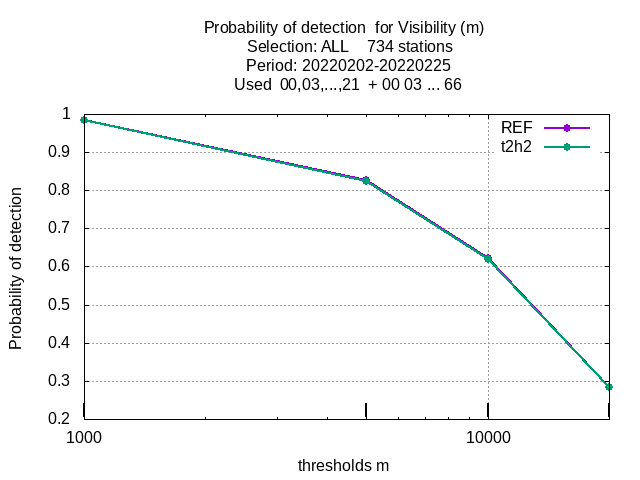 Probability of detection  for Visibility (m)
Selection: ALL    734 stations
Period: 20220202-20220225
Used  00,03,...,21  + 00 03 ... 66
REF
t2h2
Probability of detection
1
0.9
0.8
0.7
0.6
0.5
0.4
0.3
0.2
1000
10000
thresholds m